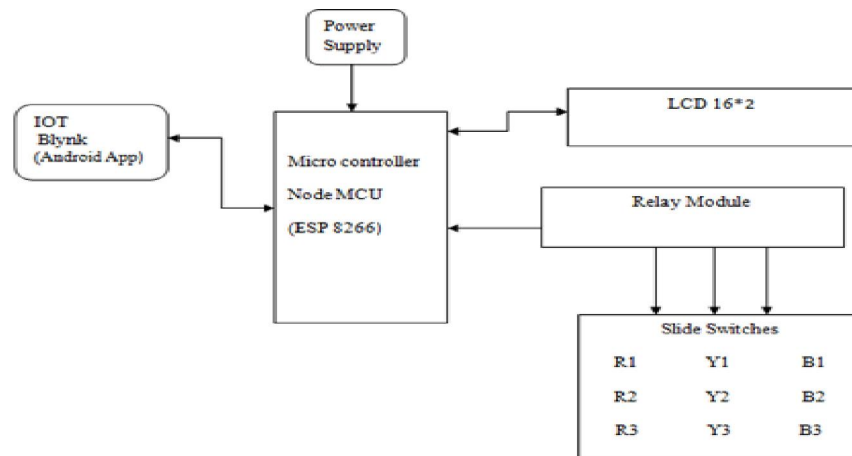 Power
Supply
LCD 16*2
IOT
Blynk
(Android App)
Micro controller
Node MCU
(ESP 8266)
Relay Module
Slide Switches
R1 Y1 B1
R2 Y2 B2
R3 Y3 B3